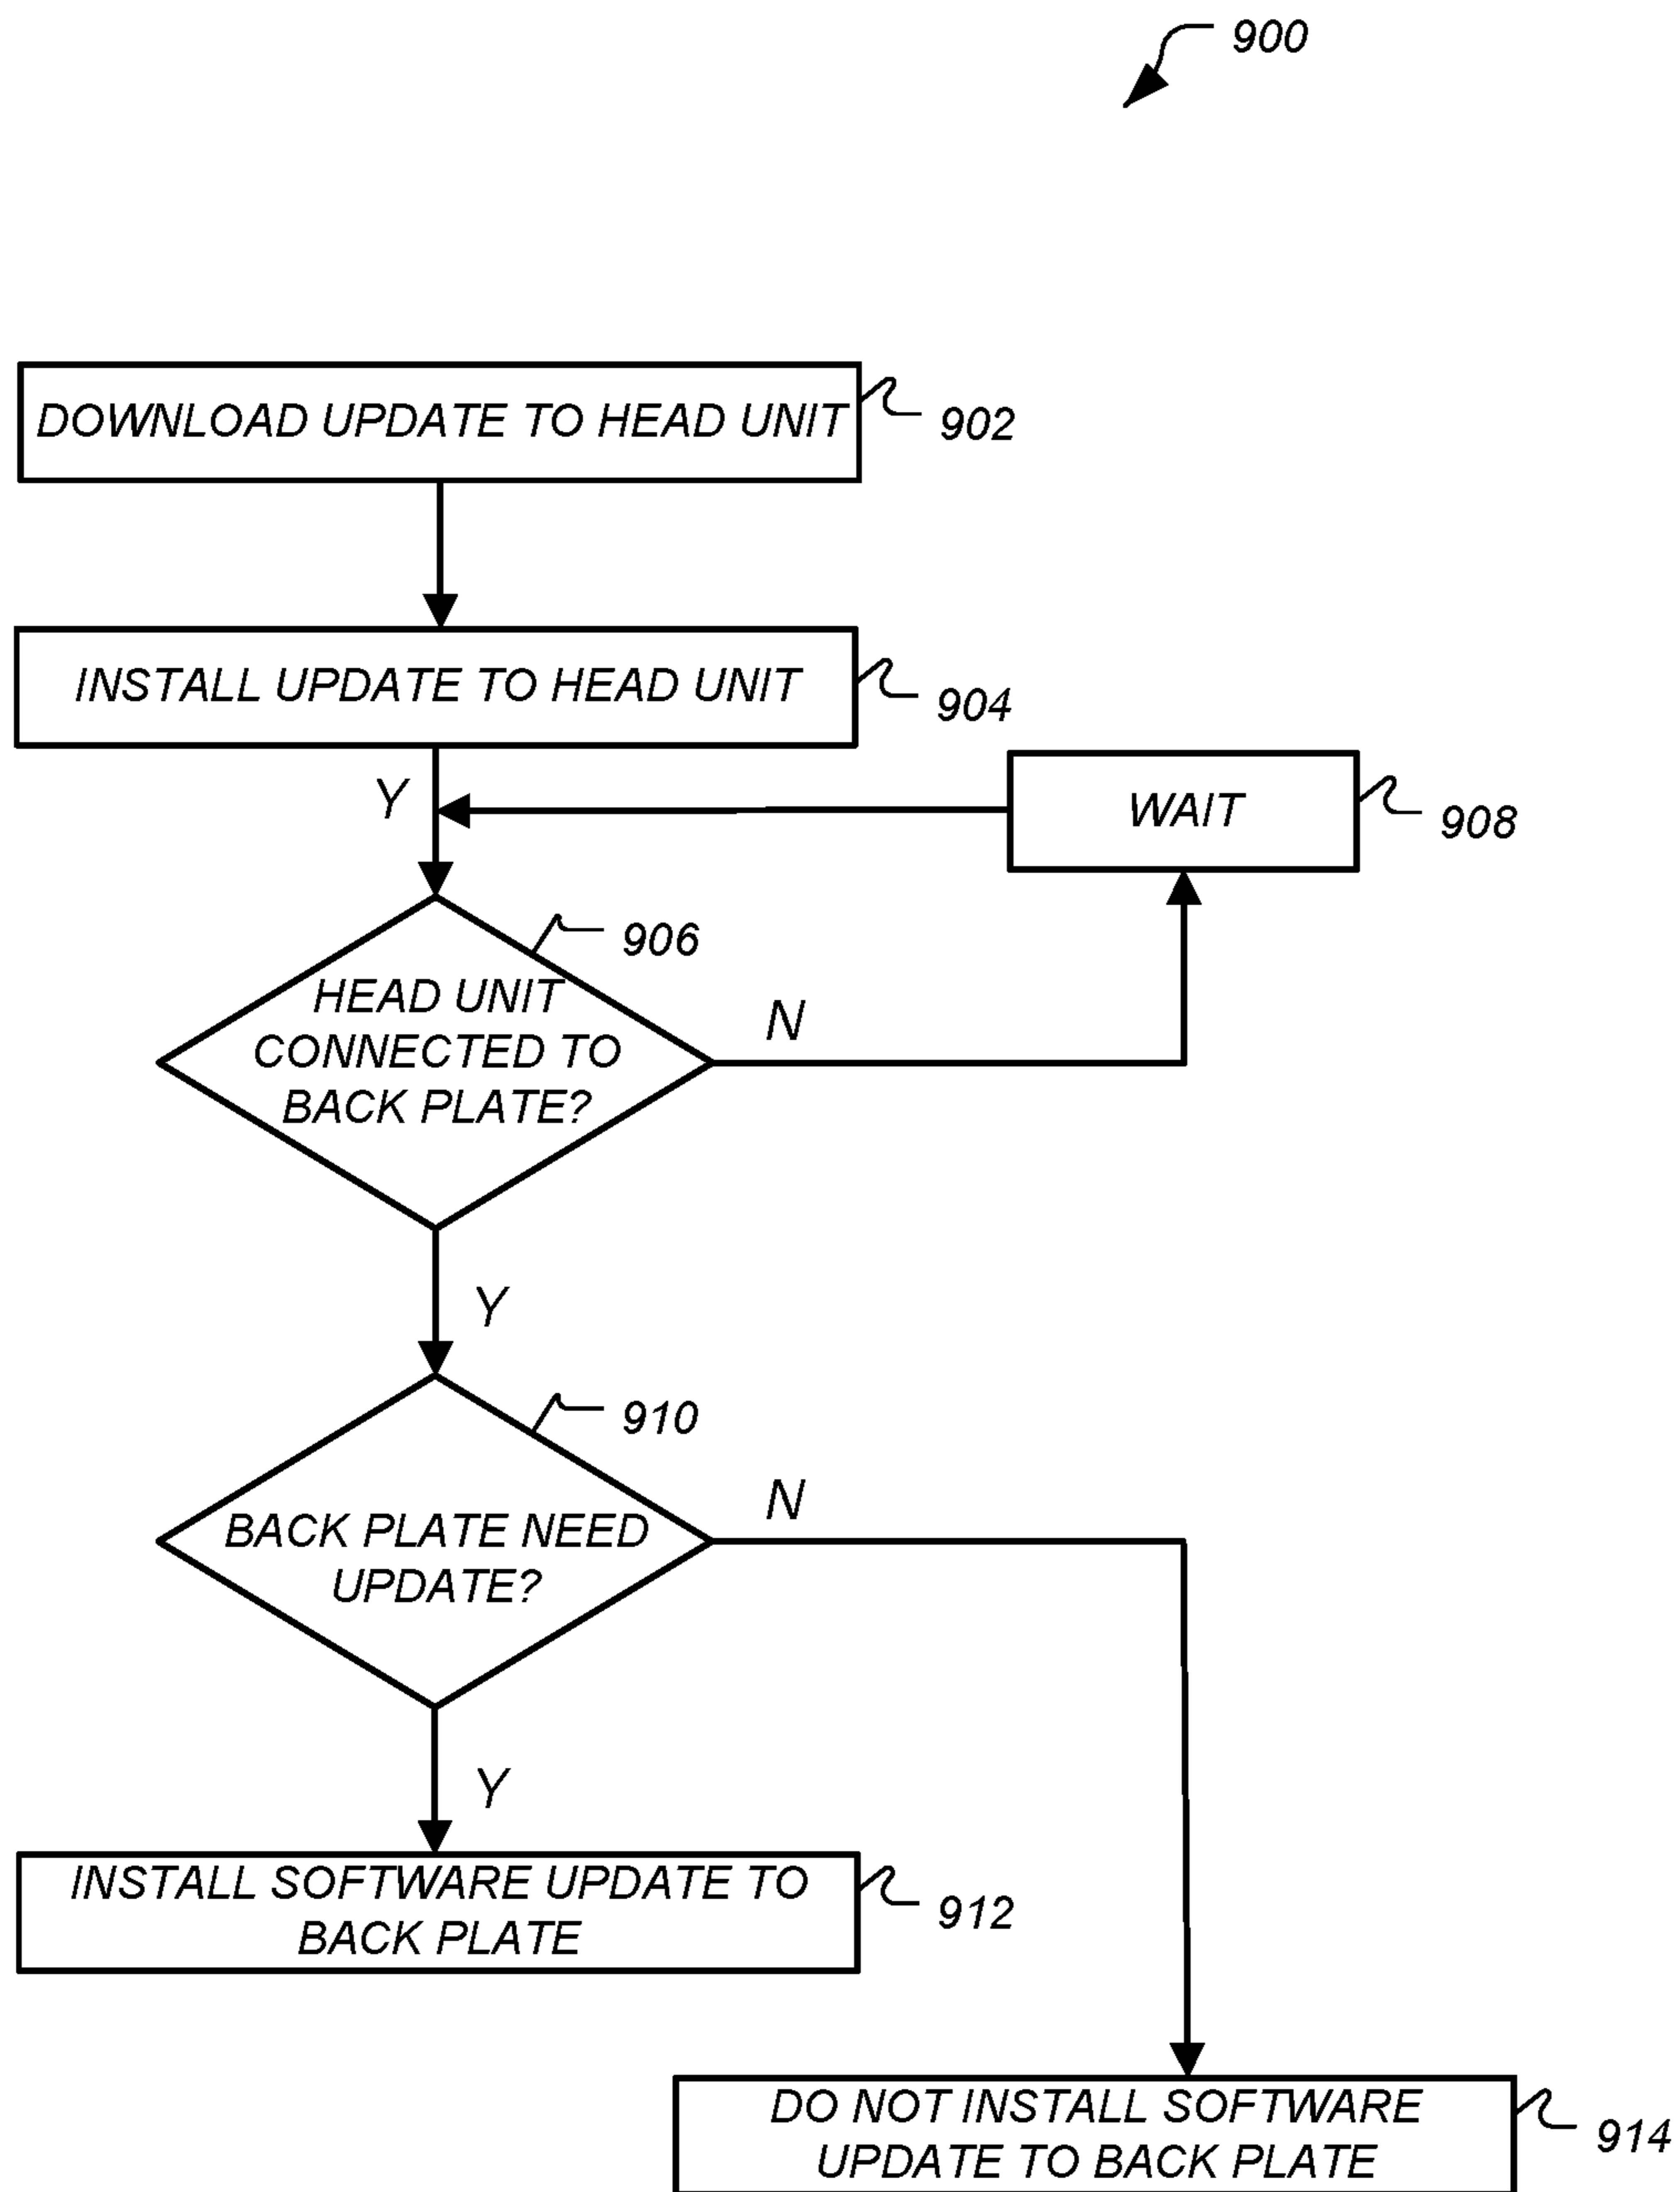 900
DOWNLOAD UPDATE TO HEAD UNIT
902
INSTALL UPDATE TO HEAD UNIT
904
Y
WAIT
908
906
HEAD UNIT
CONNECTED TO
BACK PLATE?
N
Y
910
BACK PLATE NEED
UPDATE?
N
Y
INSTALL SOFTWARE UPDATE TO
BACK PLATE
912
DO NOT INSTALL SOFTWARE
UPDATE TO BACK PLATE
914